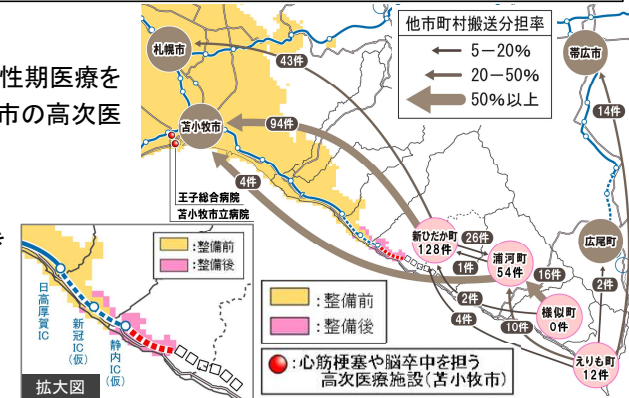 性期医療を
市の高次医
き
他市町村搬送分担率
5－20%
20－50%
50%以上
札幌市
43件
帯広市
14件
苫小牧市
94件
4件
王子総合病院
苫小牧市立病院
新ひだか町
128件
26件
1件
浦河町
54件
広尾町
2件
16件
2件
様似町
0件
4件
10件
えりも町
12件
：整備前
：整備後
日高厚賀IC
新冠IC(仮)
静内IC(仮)
拡大図
：整備前
：整備後
：心筋梗塞や脳卒中を担う
高次医療施設(苫小牧市)